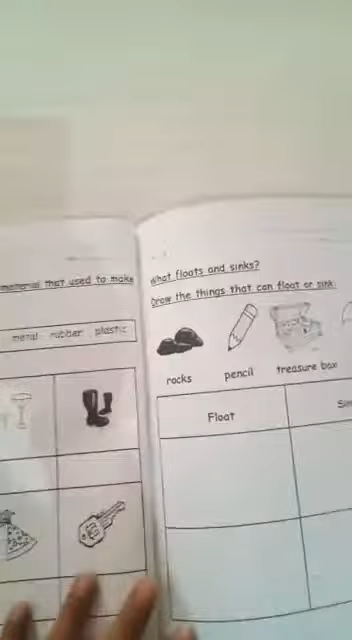 material that used to make
metal rubber plastic
What floats and sinks?
Draw the things that can float or sink.
rocks pencil treasure box
Float